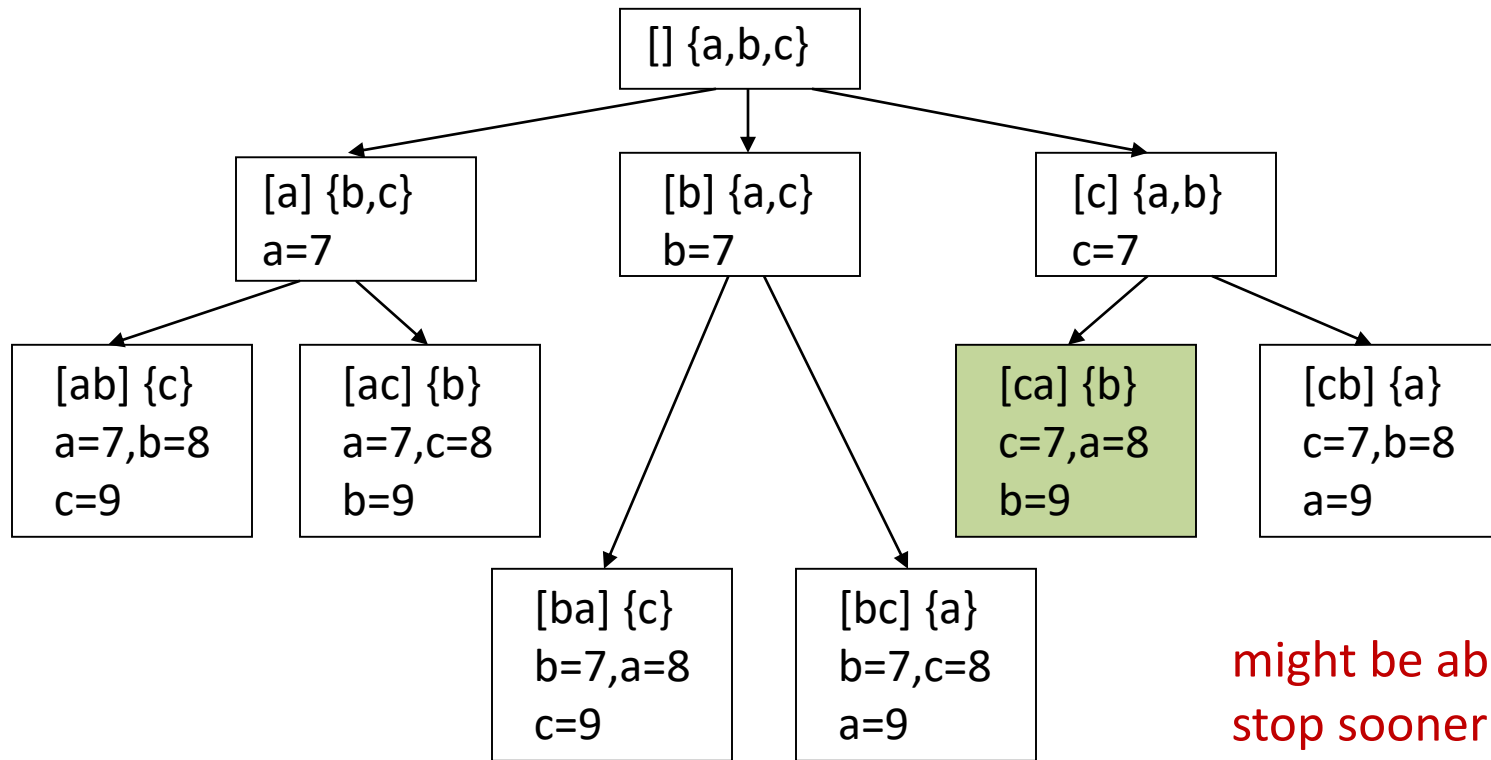 [] {a,b,c}
[a] {b,c}
a=7
[b] {a,c}
b=7
[c] {a,b}
c=7
[ab] {c}
a=7,b=8
c=9
[ac] {b}
a=7,c=8
b=9
[ca] {b}
c=7,a=8
b=9
[cb] {a}
c=7,b=8
a=9
[ba] {c}
b=7,a=8
c=9
[bc] {a}
b=7,c=8
a=9
might be ab
stop sooner